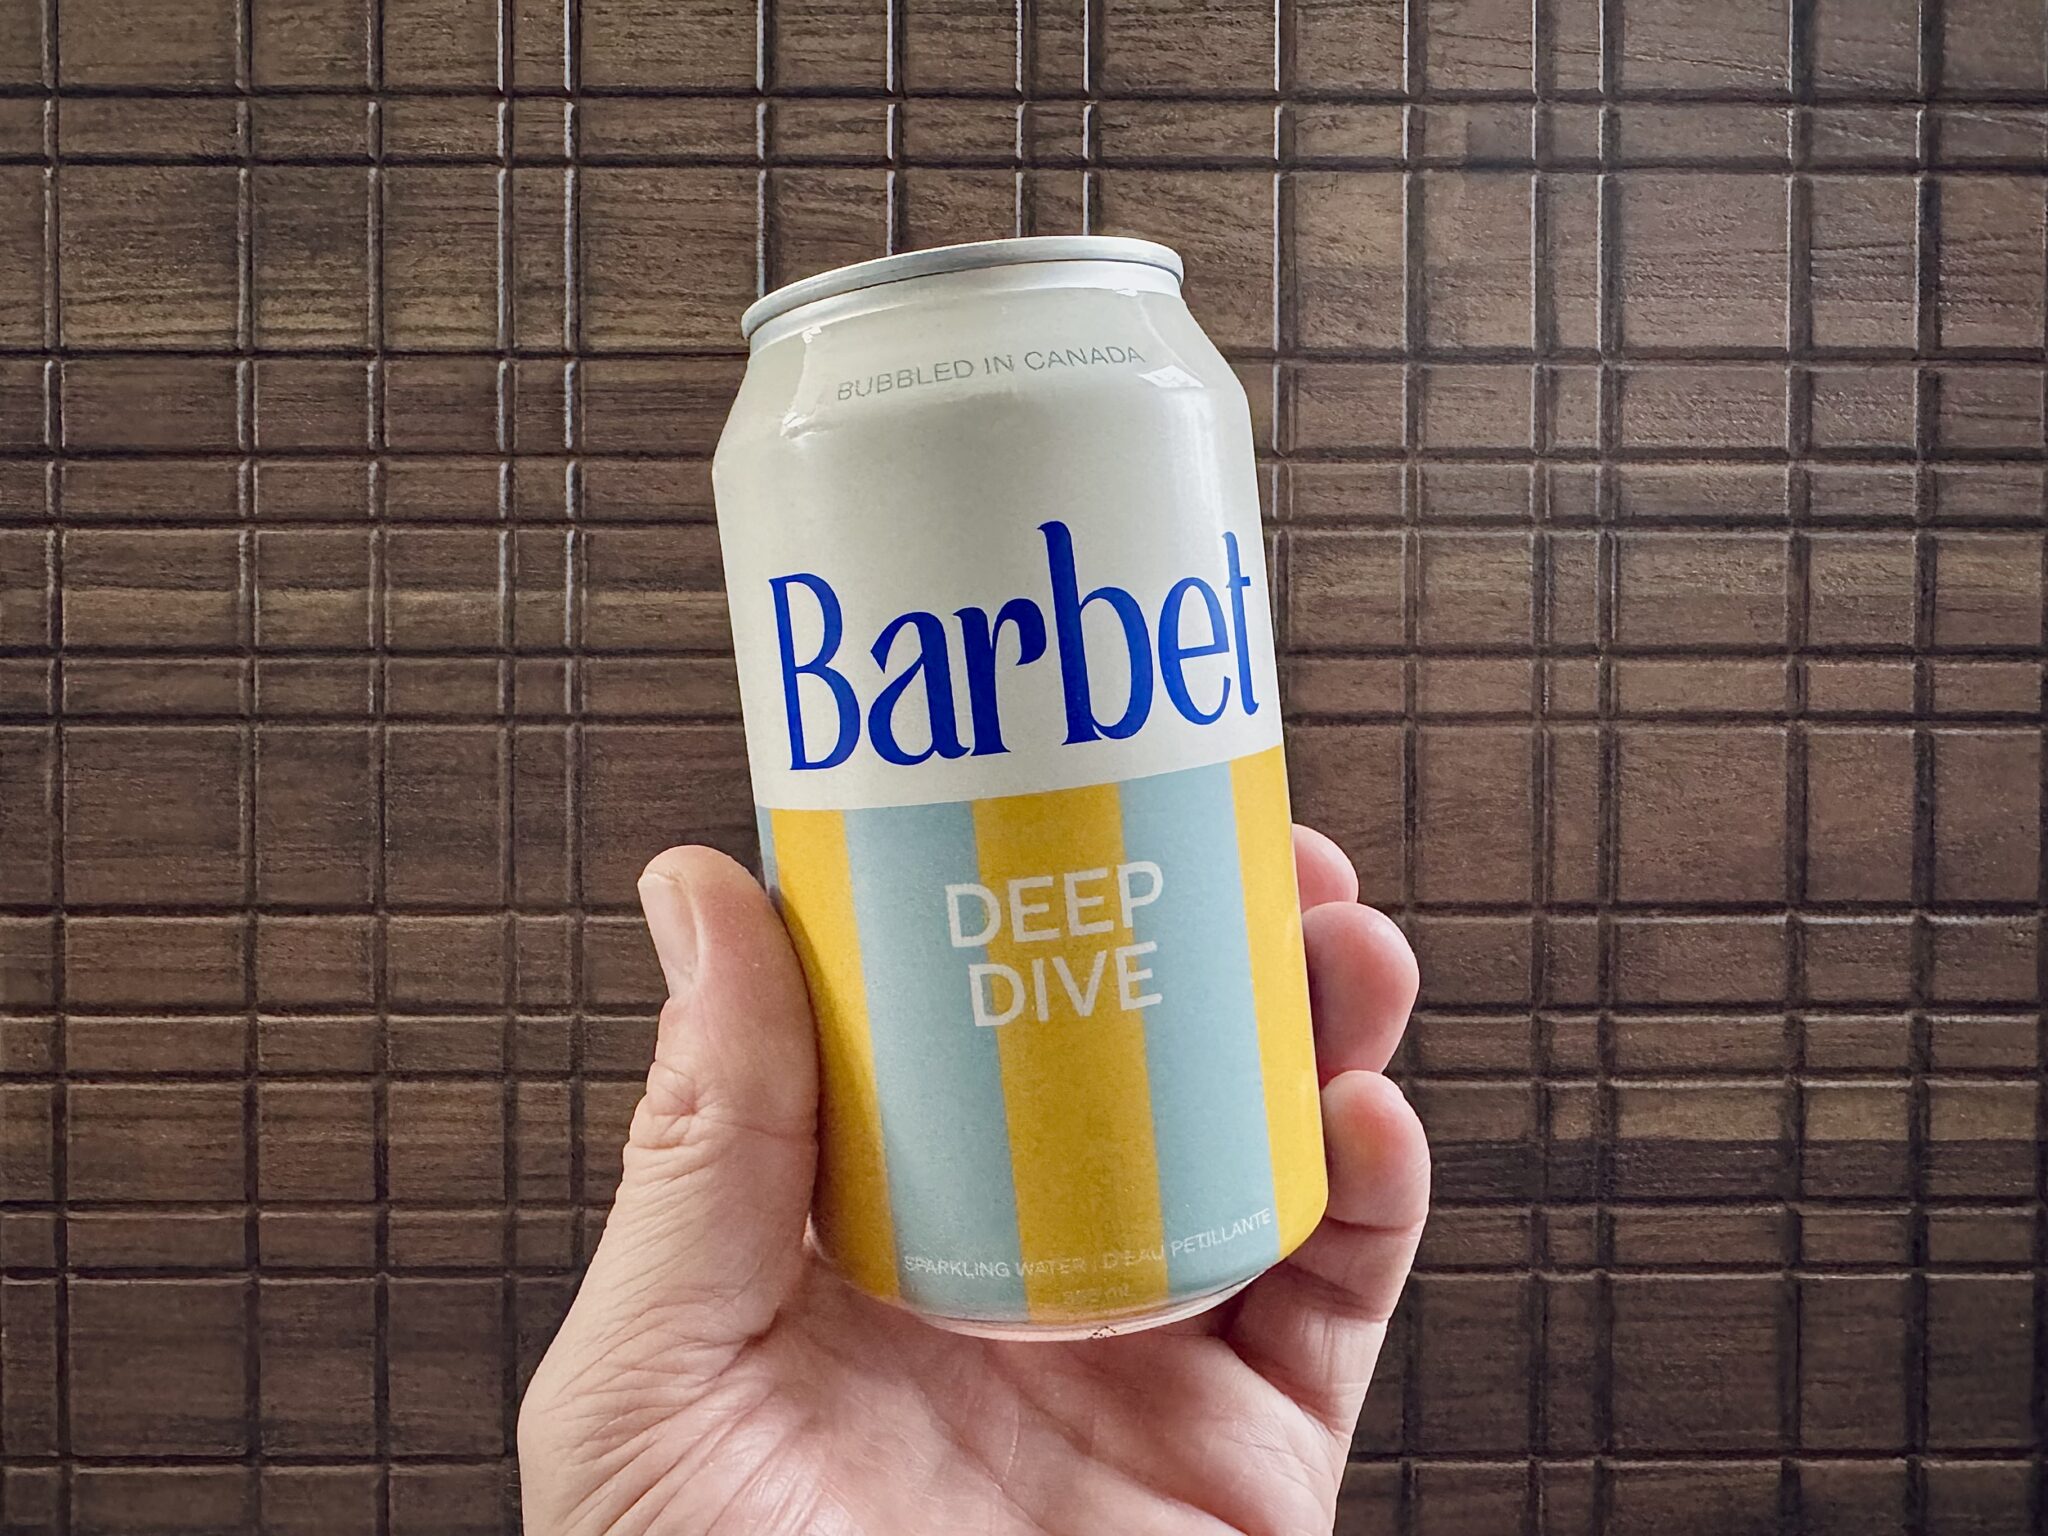 BUBBLED IN CANADA
Barbet
DEEP
DIVE
SPARKLING WATER | D'EAU PETILLANTE